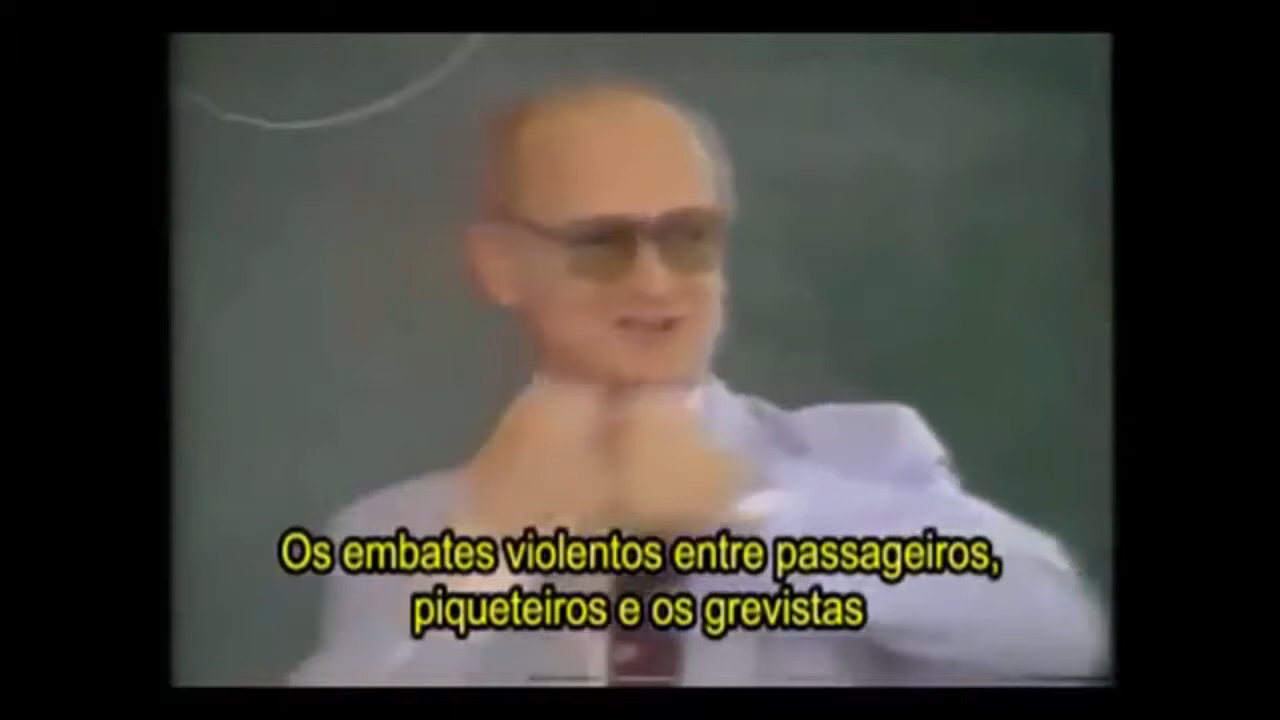 Os embates violentos entre passageiros,
piqueteiros e os grevistas